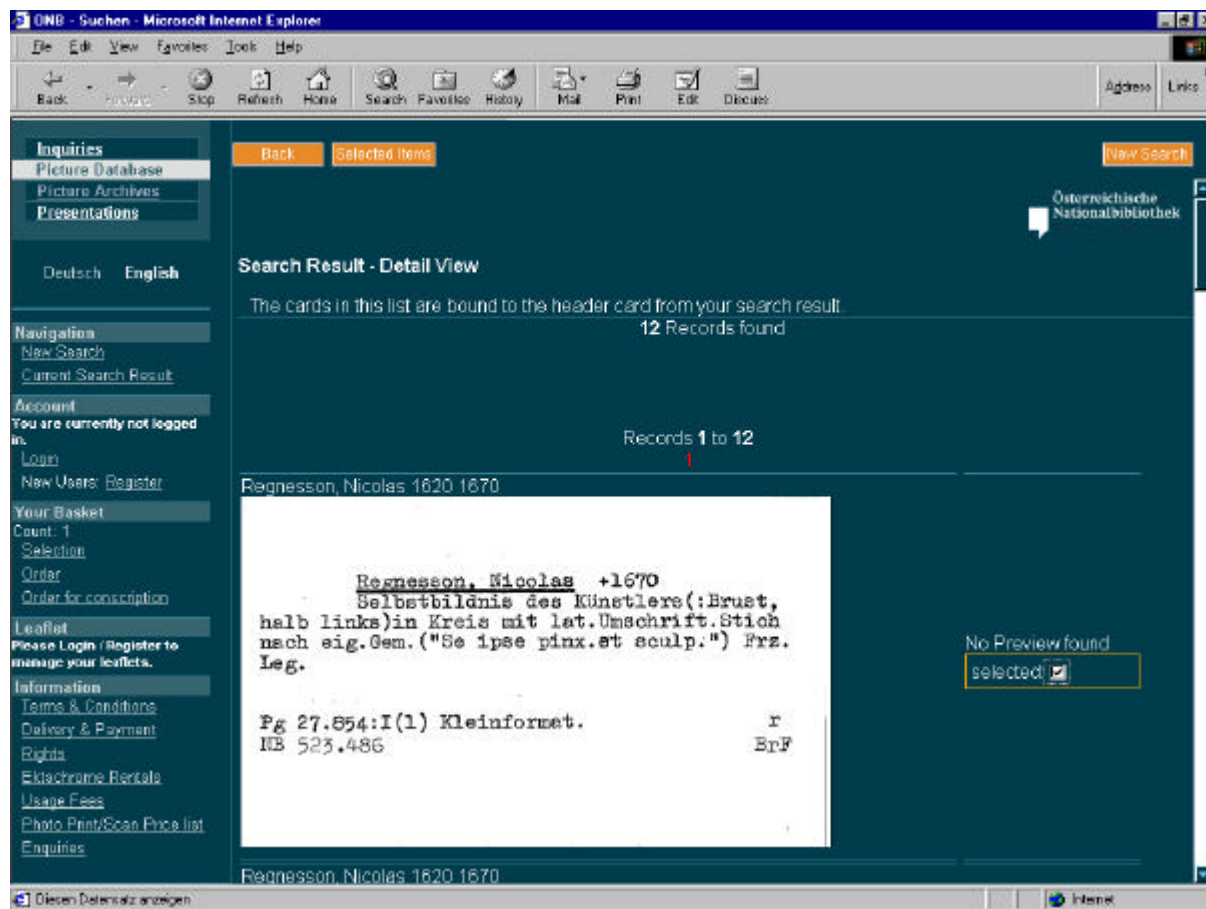 ONB - Suchen - Microsoft Internet Explorer
File Edit View Favorites Tools Help
Back Forward Stop Refresh Home Search Favorites History Mail Print Edit Discuss Address Links
Inquiries
Picture Database
Picture Archives
Presentations
Deutsch English
Navigation
New Search
Current Search Result
Account
You are currently not logged
in.
Login
New Users: Register
Your Basket
Count: 1
Selection
Order
Order for conscription
Leaflet
Please Login / Register to
manage your leaflets.
Information
Terms & Conditions
Delivery & Payment
Rights
Ektachrome Rentals
Usage Fees
Photo Print/Scan Price list
Enquiries
Back Selected Items New Search
Österreichische
Nationalbibliothek
Search Result - Detail View
The cards in this list are bound to the header card from your search result.
12 Records found
Records 1 to 12
1
Regnesson, Nicolas 1620 1670
Regnesson, Nicolas +1670
Selbstbildnis des Künstlers(:Brust,
halb links)in Kreis mit lat.Umschrift.Stich
nach eig.Gem.("Se ipse pinx.et sculp.") Frz.
Leg.
Pg 27.854:I(1) Kleinformat. r
NB 523.486 BrF
No Preview found
selected
Regnesson, Nicolas 1620 1670
Diesen Datensatz anzeigen
Internet